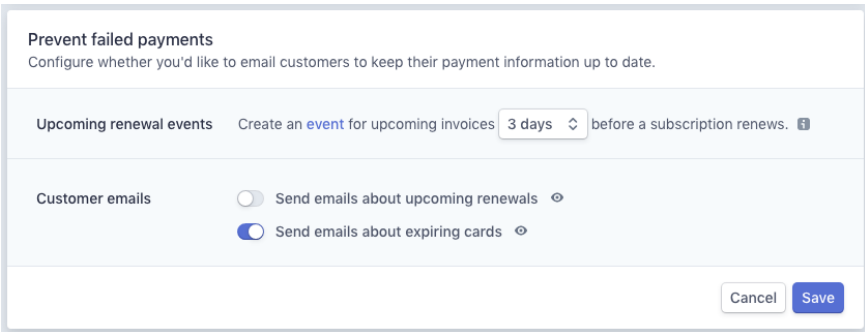 Prevent failed payments
Configure whether you'd like to email customers to keep their payment information up to date.
Upcoming renewal events Create an event for upcoming invoices 3 days before a subscription renews.
Customer emails Send emails about upcoming renewals
Send emails about expiring cards
Cancel Save